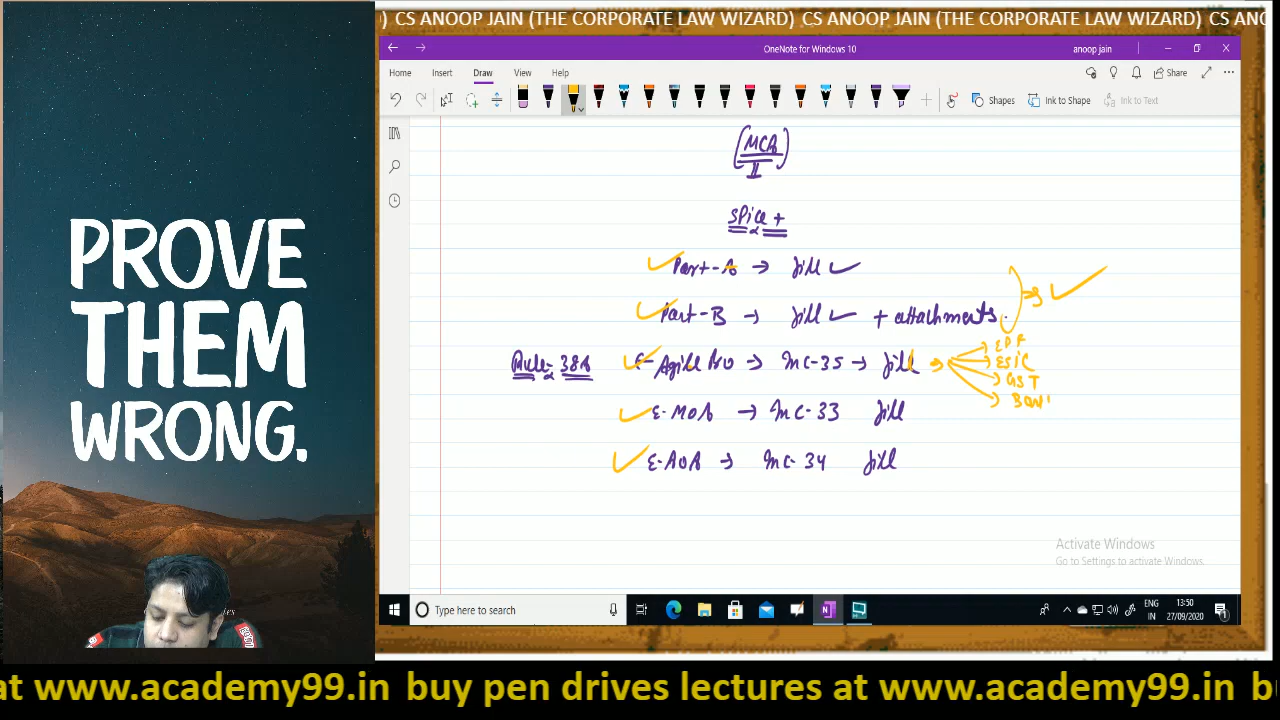 ) CS ANOOP JAIN (THE CORPORATE LAW WIZARD) CS ANOOP JAIN (THE CORPORATE LAW WIZARD) CS ANO
OneNote for Windows 10
anoop jain
Home Insert Draw View Help
Share
Shapes Ink to Shape Ink to Text
PROVE
THEM
WRONG.
(MCA)
SPice +
Part-A → fill
Part-B → fill + attachments.
Rule- 38A E- Agile Pro → Inc-35 → fill
EPF
ESIC
GST
E-MOA → Inc-33 fill
E-AOA → Inc-34 fill
Activate Windows
Go to Settings to activate Windows.
Type here to search
ENG
IN
13:50
27/09/2020
at www.academy99.in buy pen drives lectures at www.academy99.in b